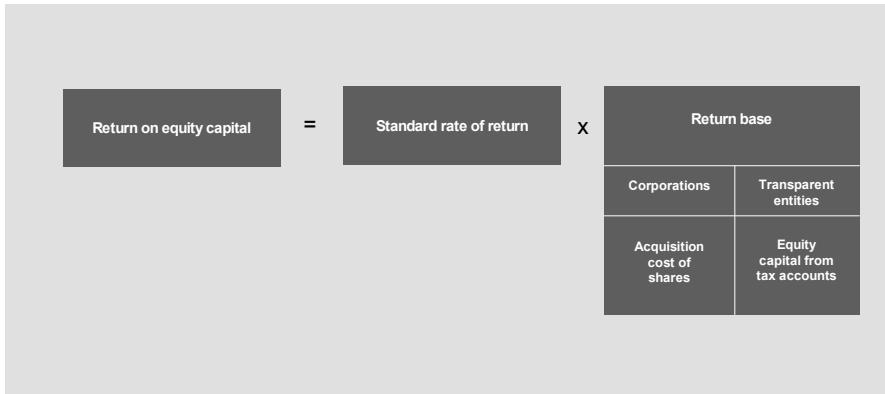 Return on equity capital
=
Standard rate of return
x
Return base
Corporations
Transparent
entities
Acquisition
cost of
shares
Equity
capital from
tax accounts